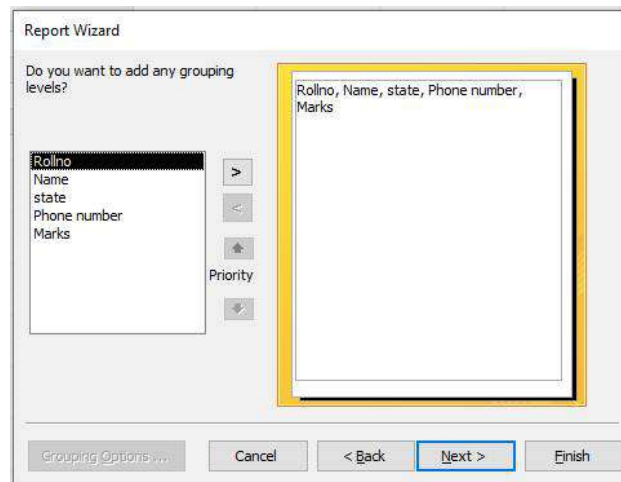 Report Wizard
Do you want to add any grouping
levels?
Rollno
Name
state
Phone number
Marks
>
<
Priority
Rollno, Name, state, Phone number,
Marks
Grouping Options ...
Cancel
< Back
Next >
Finish